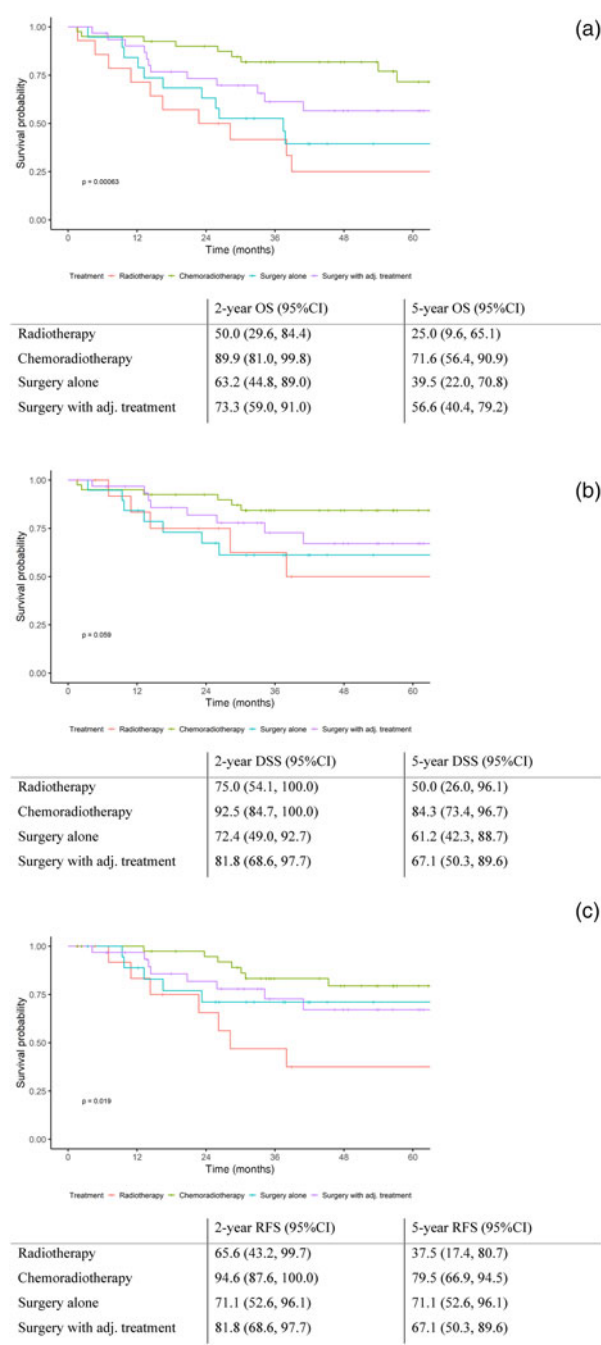 (a)
1.00
0.75
0.50
0.25
0.00
Survival probability
p = 0.00083
0 12 24 36 48 60
Time (months)
Treatment Radiotherapy Chemoradiotherapy Surgery alone Surgery with adj. treatment
2-year OS (95%CI) 5-year OS (95%CI)
Radiotherapy 50.0 (29.6, 84.4) 25.0 (9.6, 65.1)
Chemoradiotherapy 89.9 (81.0, 99.8) 71.6 (56.4, 90.9)
Surgery alone 63.2 (44.8, 89.0) 39.5 (22.0, 70.8)
Surgery with adj. treatment 73.3 (59.0, 91.0) 56.6 (40.4, 79.2)
(b)
1.00
0.75
0.50
0.25
0.00
Survival probability
p = 0.059
0 12 24 36 48 60
Time (months)
Treatment Radiotherapy Chemoradiotherapy Surgery alone Surgery with adj. treatment
2-year DSS (95%CI) 5-year DSS (95%CI)
Radiotherapy 75.0 (54.1, 100.0) 50.0 (26.0, 96.1)
Chemoradiotherapy 92.5 (84.7, 100.0) 84.3 (73.4, 96.7)
Surgery alone 72.4 (49.0, 92.7) 61.2 (42.3, 88.7)
Surgery with adj. treatment 81.8 (68.6, 97.7) 67.1 (50.3, 89.6)
(c)
1.00
0.75
0.50
0.25
0.00
Survival probability
p = 0.019
0 12 24 36 48 60
Time (months)
Treatment Radiotherapy Chemoradiotherapy Surgery alone Surgery with adj. treatment
2-year RFS (95%CI) 5-year RFS (95%CI)
Radiotherapy 65.6 (43.2, 99.7) 37.5 (17.4, 80.7)
Chemoradiotherapy 94.6 (87.6, 100.0) 79.5 (66.9, 94.5)
Surgery alone 71.1 (52.6, 96.1) 71.1 (52.6, 96.1)
Surgery with adj. treatment 81.8 (68.6, 97.7) 67.1 (50.3, 89.6)